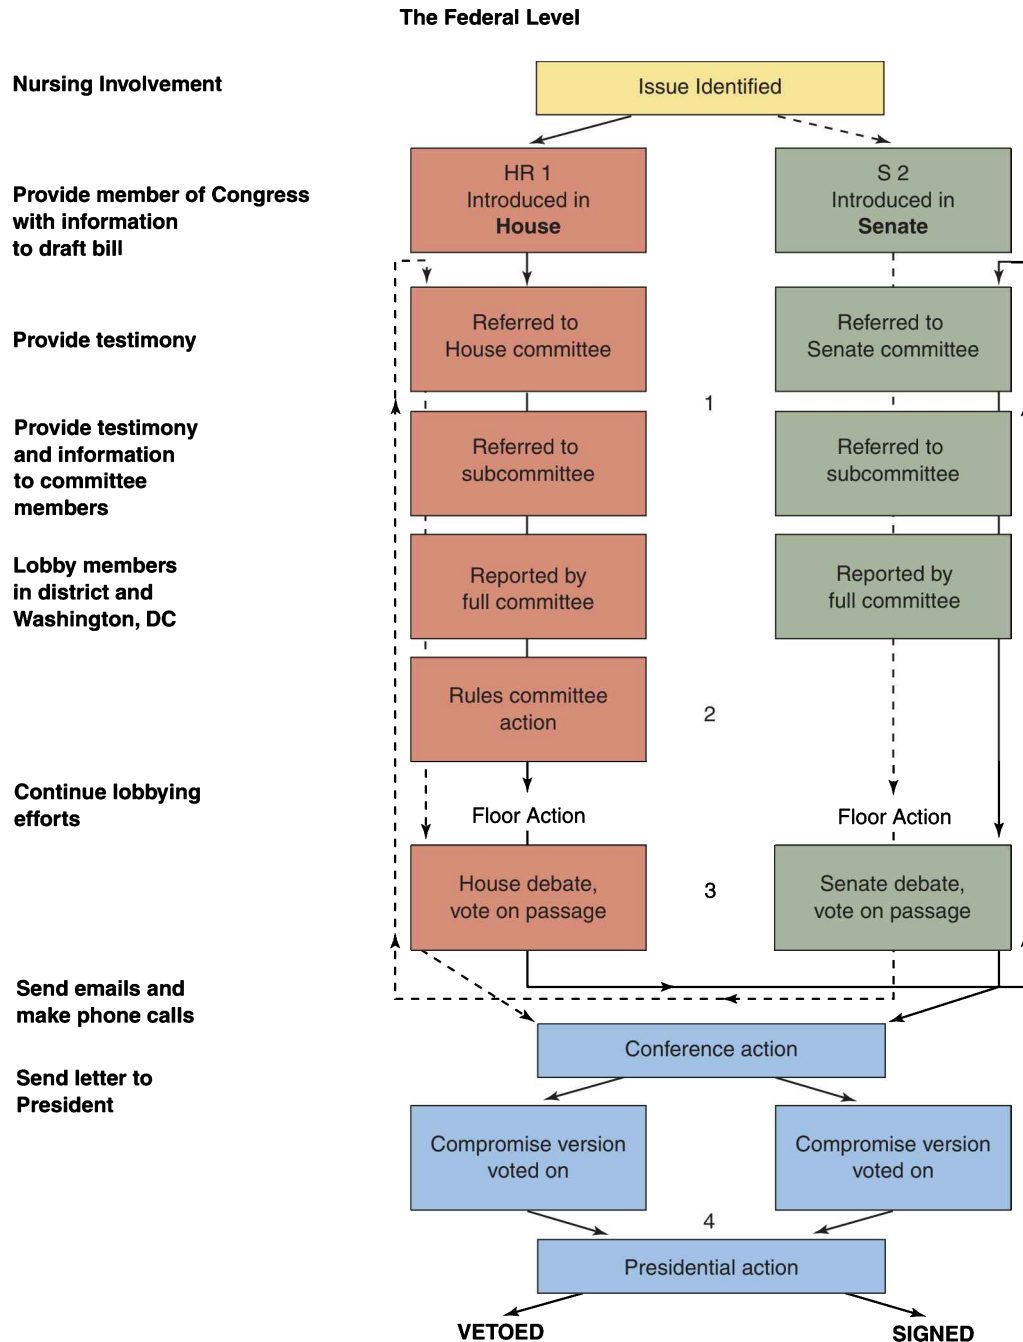 The Federal Level
Nursing Involvement
Issue Identified
Provide member of Congress
with information
to draft bill
HR 1
Introduced in
House
S 2
Introduced in
Senate
Provide testimony
Referred to
House committee
Referred to
Senate committee
1
Provide testimony
and information
to committee
members
Referred to
subcommittee
Referred to
subcommittee
Lobby members
in district and
Washington, DC
Reported by
full committee
Reported by
full committee
Rules committee
action
2
Continue lobbying
efforts
Floor Action
Floor Action
House debate,
vote on passage
3
Senate debate,
vote on passage
Send emails and
make phone calls
Conference action
Send letter to
President
Compromise version
voted on
Compromise version
voted on
4
Presidential action
VETOED
SIGNED